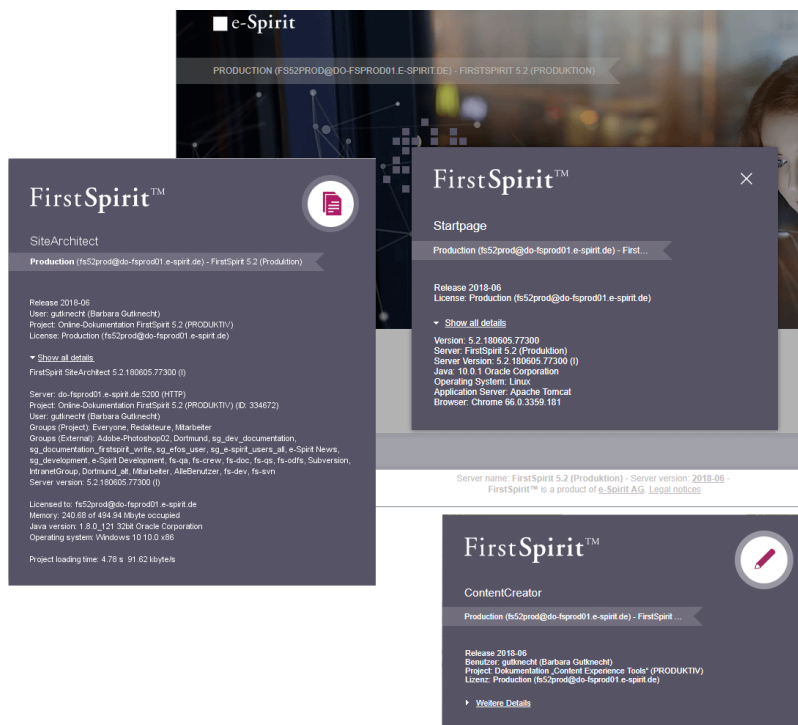 e-Spirit
PRODUCTION (FS52PROD@DO-FSPROD01.E-SPIRIT.DE) - FIRSTSPIRIT 5.2 (PRODUKTION)
FirstSpirit™
SiteArchitect
Production (fs52prod@do-fsprod01.e-spirit.de) - FirstSpirit 5.2 (Produktion)
Release 2018-06
User: gutknecht (Barbara Gutknecht)
Project: Online-Dokumentation FirstSpirit 5.2 (PRODUKTIV)
License: Production (fs52prod@do-fsprod01.e-spirit.de)
Show all details
FirstSpirit SiteArchitect 5.2.180605.77300 (I)
Server: do-fsprod01.e-spirit.de:5200 (HTTP)
Project: Online-Dokumentation FirstSpirit 5.2 (PRODUKTIV) (ID: 334672)
User: gutknecht (Barbara Gutknecht)
Groups (Project): Everyone, Redakteure, Mitarbeiter
Groups (External): Adobe-Photoshop02, Dortmund, sg_dev_documentation,
sg_documentation_firstspirit_write, sg_efos_user, sg_e-spirit_users_all, e-Spirit News,
sg_development, e-Spirit Development, fs-qa, fs-crew, fs-doc, fs-qs, fs-odfs, Subversion,
IntranetGroup, Dortmund_alt, Mitarbeiter, AlleBenutzer, fs-dev, fs-svn
Server version: 5.2.180605.77300 (I)
Licensed to: fs52prod@do-fsprod01.e-spirit.de
Memory: 240.68 of 494.94 Mbyte occupied
Java version: 1.8.0_121 32bit Oracle Corporation
Operating system: Windows 10 10.0 x86
Project loading time: 4.78 s 91.62 kbyte/s
FirstSpirit™
Startpage
Production (fs52prod@do-fsprod01.e-spirit.de) - First...
Release 2018-06
License: Production (fs52prod@do-fsprod01.e-spirit.de)
Show all details
Version: 5.2.180605.77300
Server: FirstSpirit 5.2 (Produktion)
Server Version: 5.2.180605.77300 (I)
Java: 10.0.1 Oracle Corporation
Operating System: Linux
Application Server: Apache Tomcat
Browser: Chrome 66.0.3359.181
Server name: FirstSpirit 5.2 (Produktion) - Server version: 2018-06 -
FirstSpirit™ is a product of e-Spirit AG. Legal notices
FirstSpirit™
ContentCreator
Production (fs52prod@do-fsprod01.e-spirit.de) - FirstSpirit ...
Release 2018-06
Benutzer: gutknecht (Barbara Gutknecht)
Project: Dokumentation „Content Experience Tools“ (PRODUKTIV)
Lizenz: Production (fs52prod@do-fsprod01.e-spirit.de)
Weitere Details